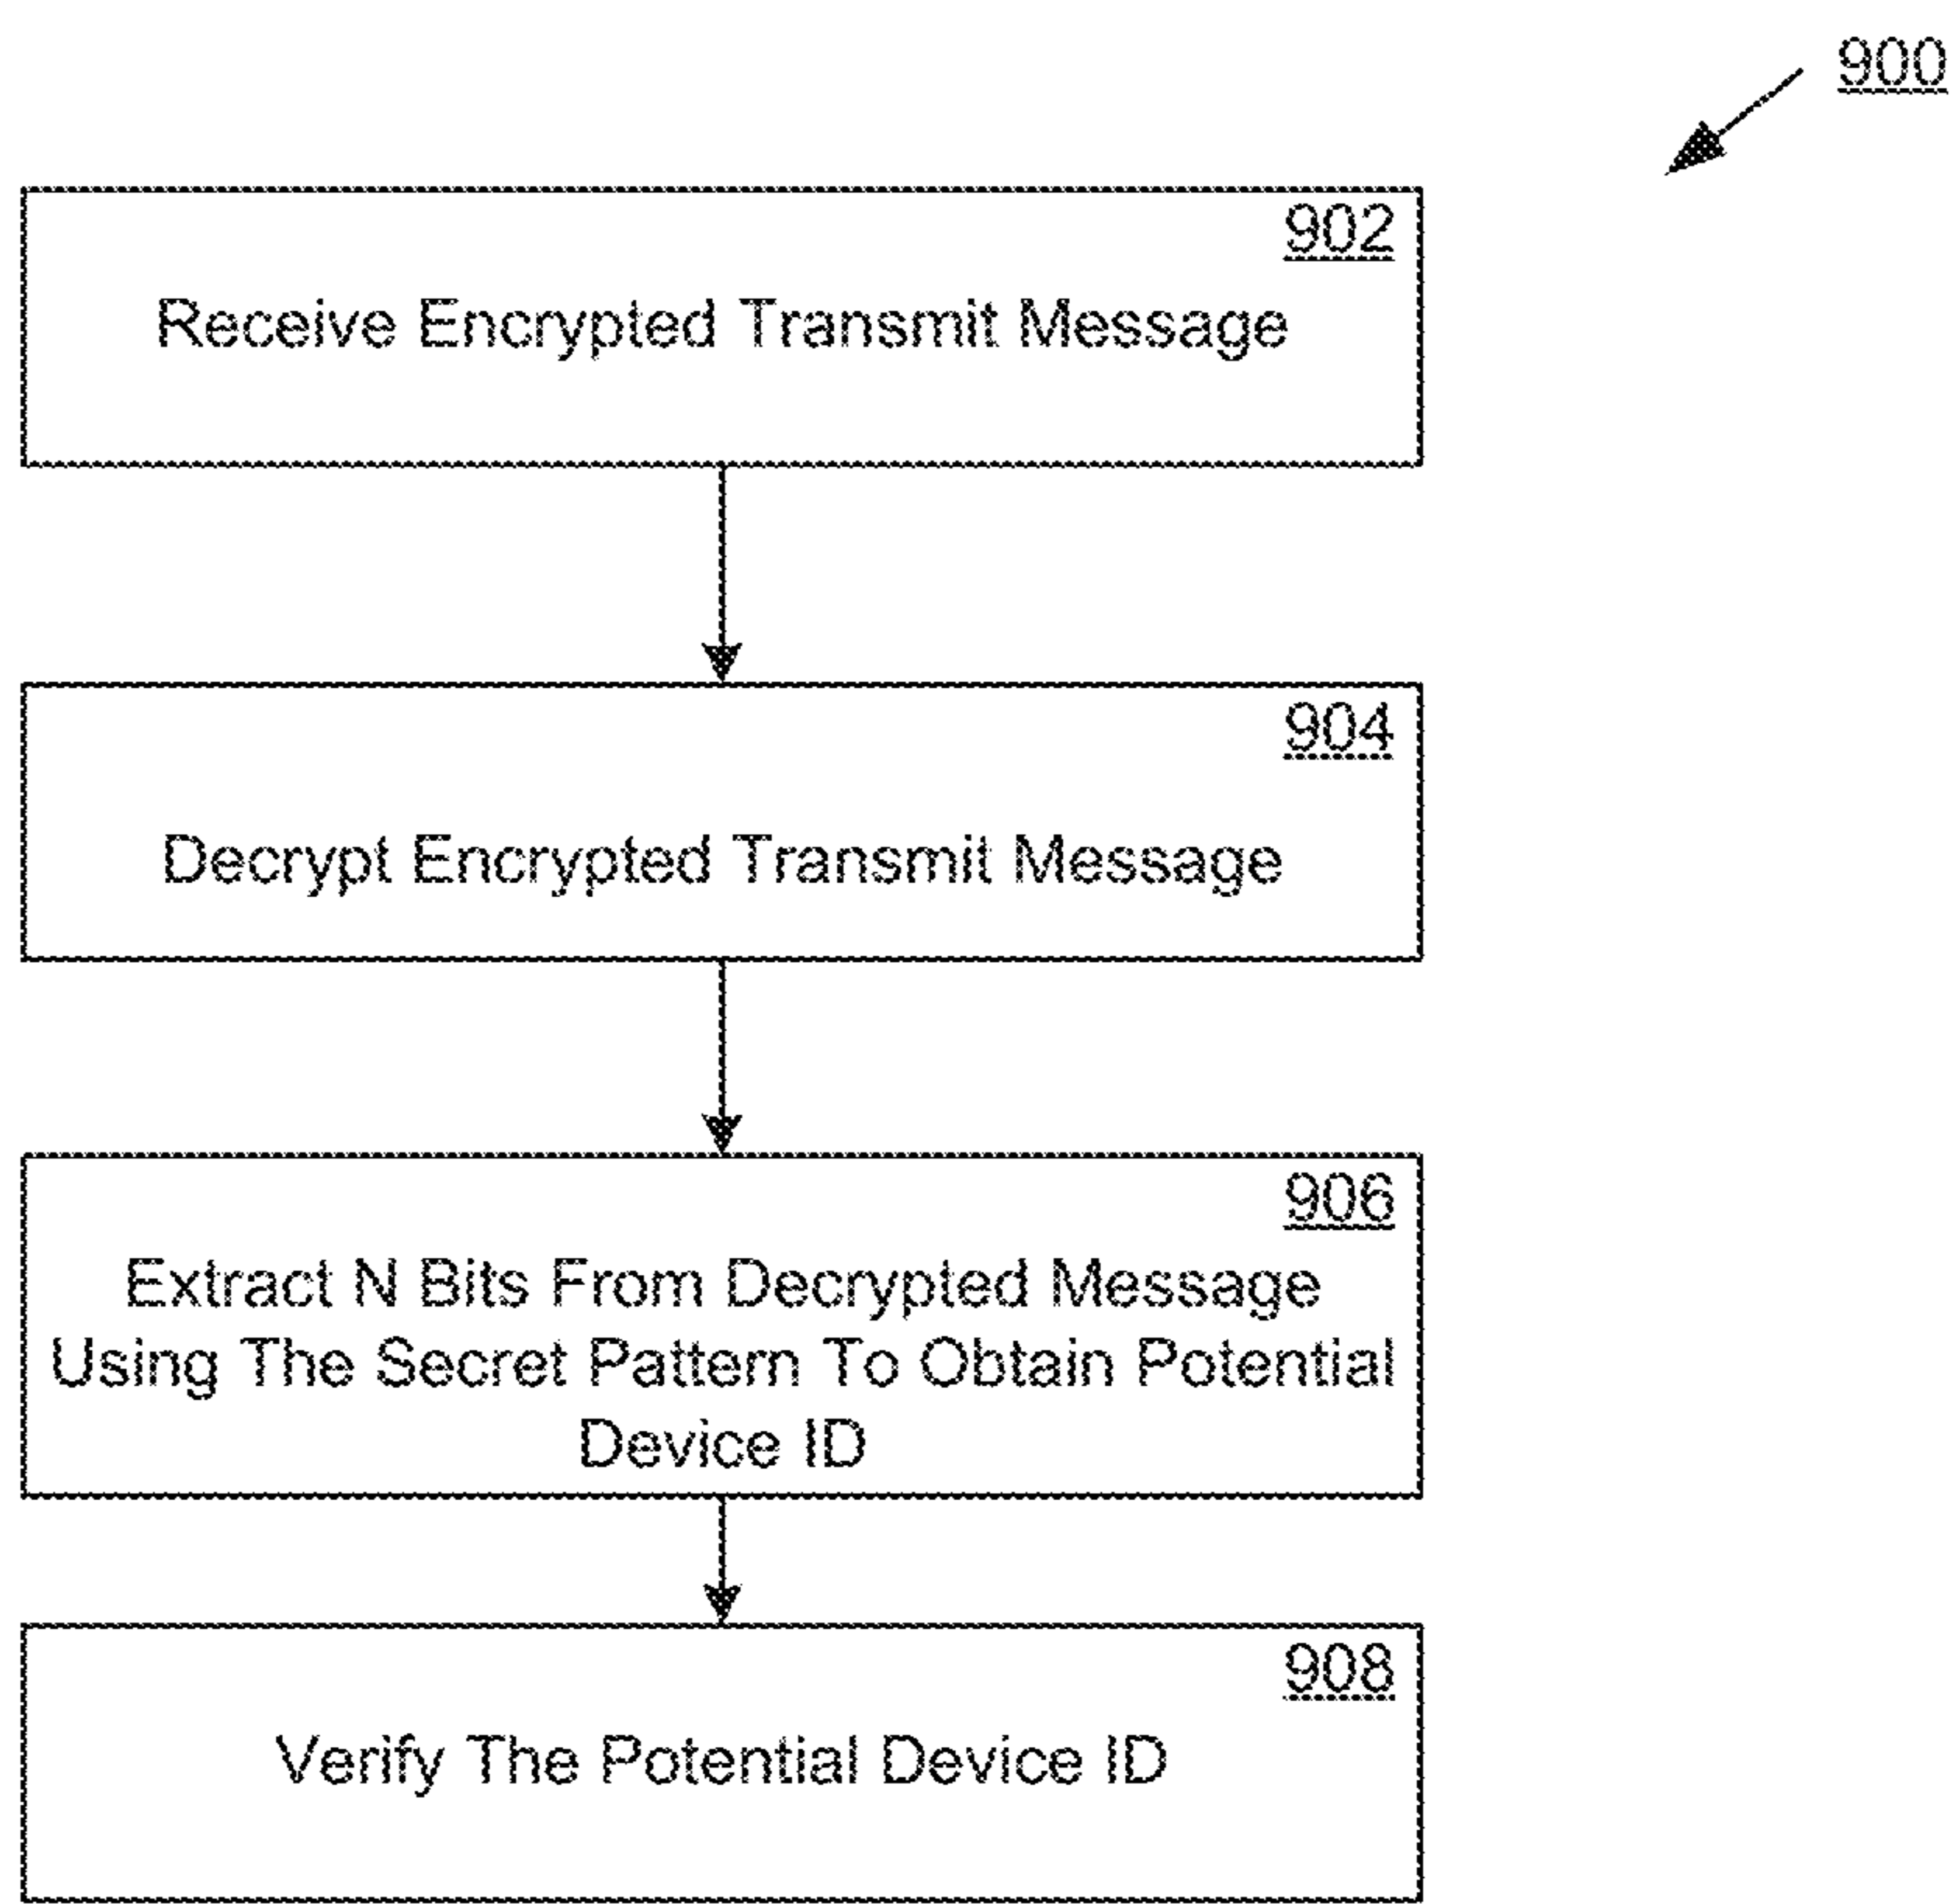 900
902
Receive Encrypted Transmit Message
904
Decrypt Encrypted Transmit Message
906
Extract N Bits From Decrypted Message
Using The Secret Pattern To Obtain Potential
Device ID
908
Verify The Potential Device ID